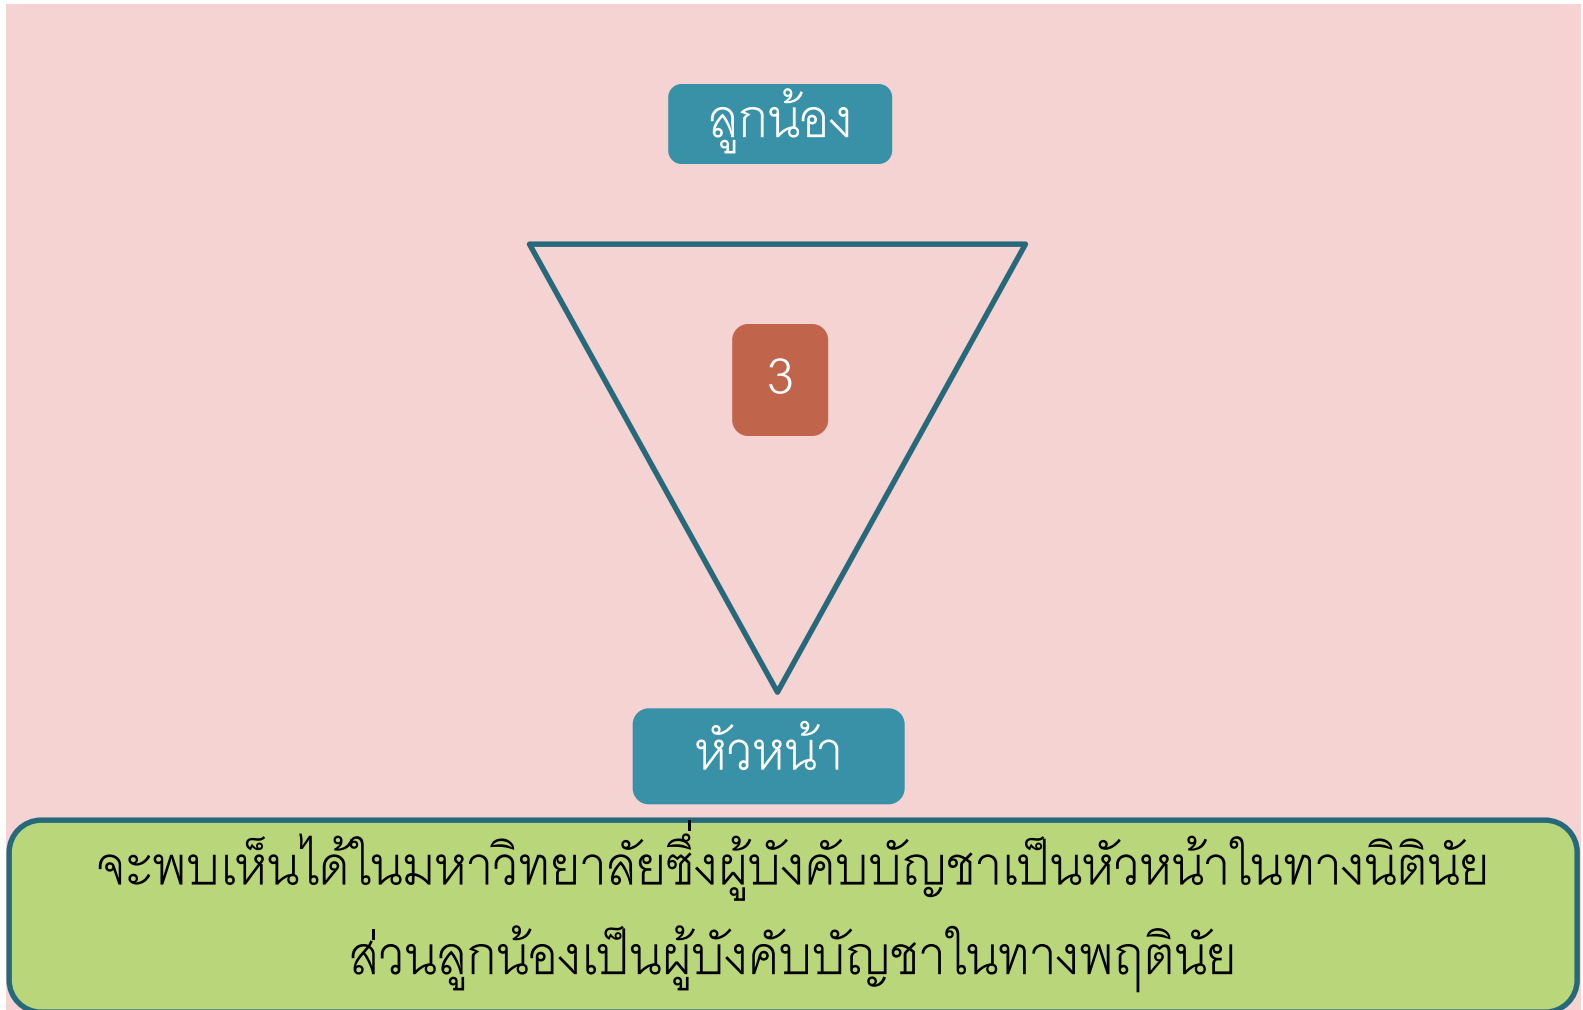 ลูกน้อง
3
หัวหน้า
จะพบเห็นได้ในมหาวิทยาลัยซึ่งผู้บังคับบัญชาเป็นหัวหน้าในทางนิตินัย
ส่วนลูกน้องเป็นผู้บังคับบัญชาในทางพฤตินัย